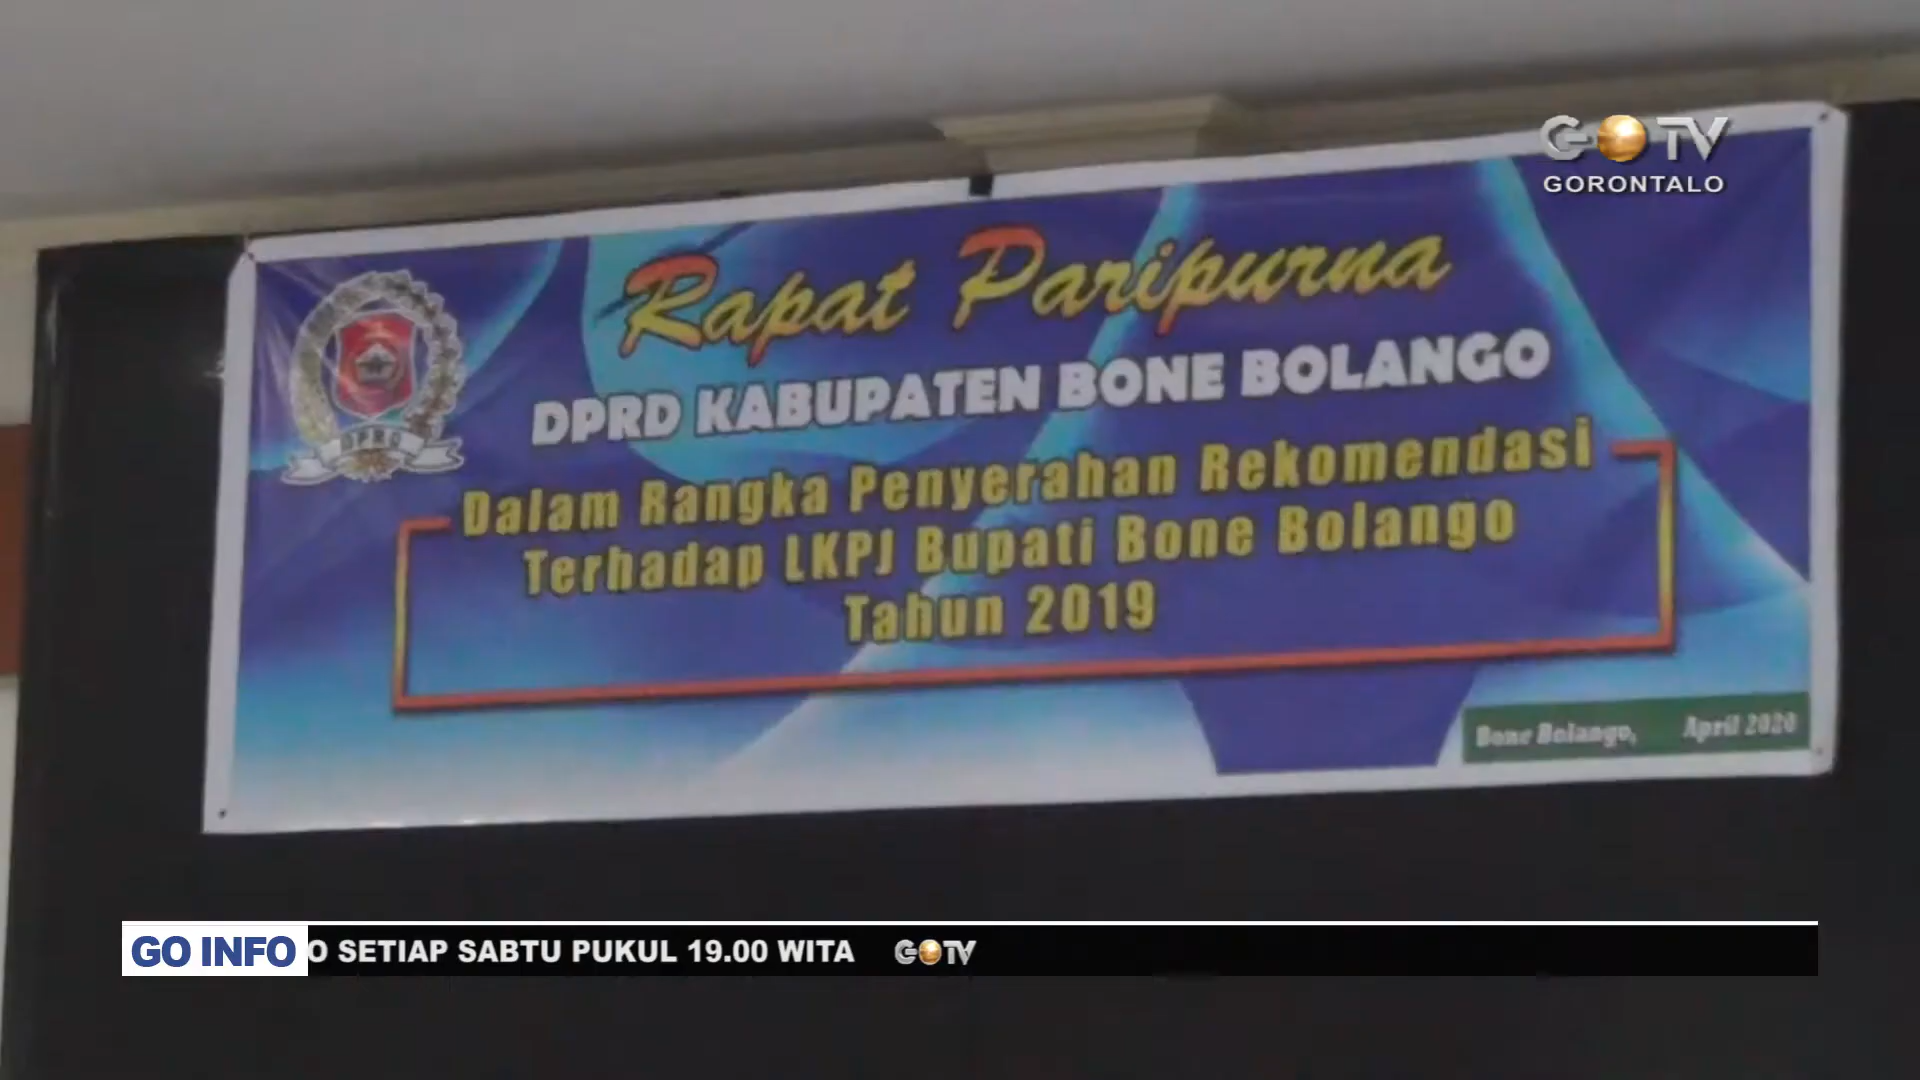 GOTV
GORONTALO
Rapat Paripurna
DPRD KABUPATEN BONE BOLANGO
DPRD
Dalam Rangka Penyerahan Rekomendasi
Terhadap LKPJ Bupati Bone Bolango
Tahun 2019
Bone Bolango, April 2020
GO INFO O SETIAP SABTU PUKUL 19.00 WITA GOTV